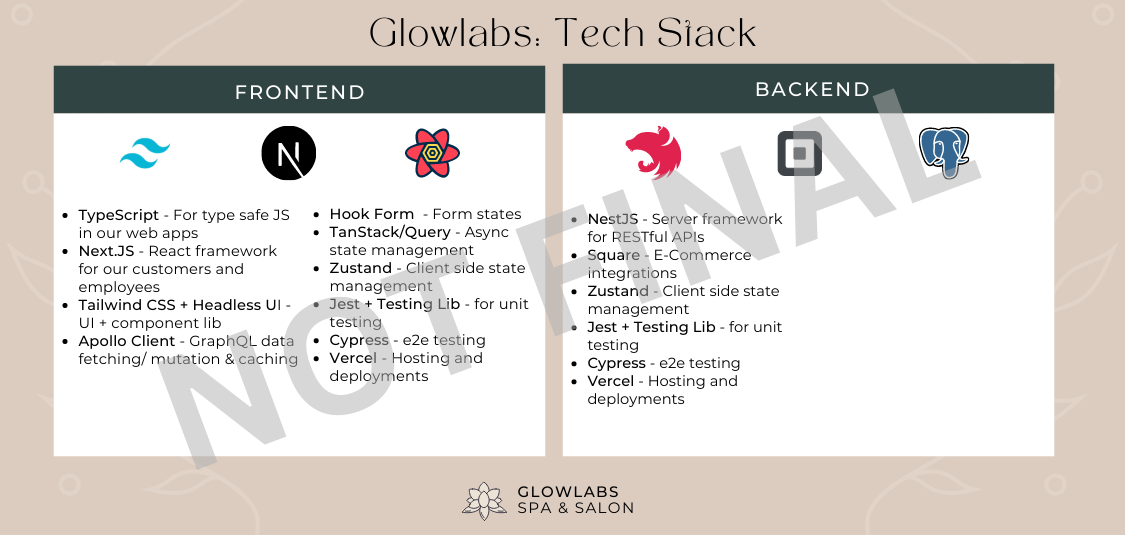 Glowlabs: Tech Stack
FRONTEND
• TypeScript - For type safe JS
in our web apps
• Next.JS - React framework
for our customers and
employees
• Tailwind CSS + Headless UI -
UI + component lib
• Apollo Client - GraphQL data
fetching/ mutation & caching
• Hook Form - Form states
• TanStack/Query - Async
state management
• Zustand - Client side state
management
• Jest + Testing Lib - for unit
testing
• Cypress - e2e testing
• Vercel - Hosting and
deployments
BACKEND
• NestJS - Server framework
for RESTful APIs
• Square - E-Commerce
integrations
• Zustand - Client side state
management
• Jest + Testing Lib - for unit
testing
• Cypress - e2e testing
• Vercel - Hosting and
deployments
NOT FINAL
GLOWLABS
SPA & SALON